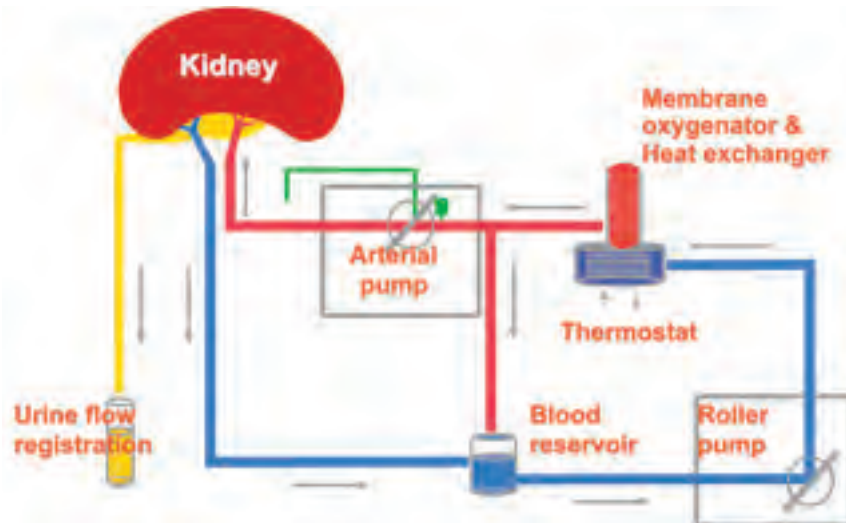 Kidney
Membrane
oxygenator &
Heat exchanger
Arterial
pump
Thermostat
Urine flow
registration
Blood
reservoir
Roller
pump